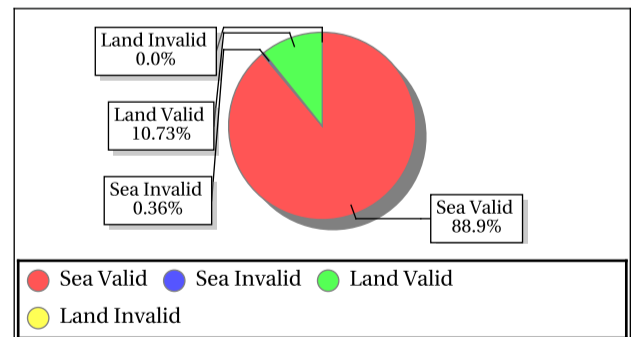 Land Invalid
0.0%
Land Valid
10.73%
Sea Invalid
0.36%
Sea Valid
88.9%
Sea Valid Sea Invalid Land Valid
Land Invalid